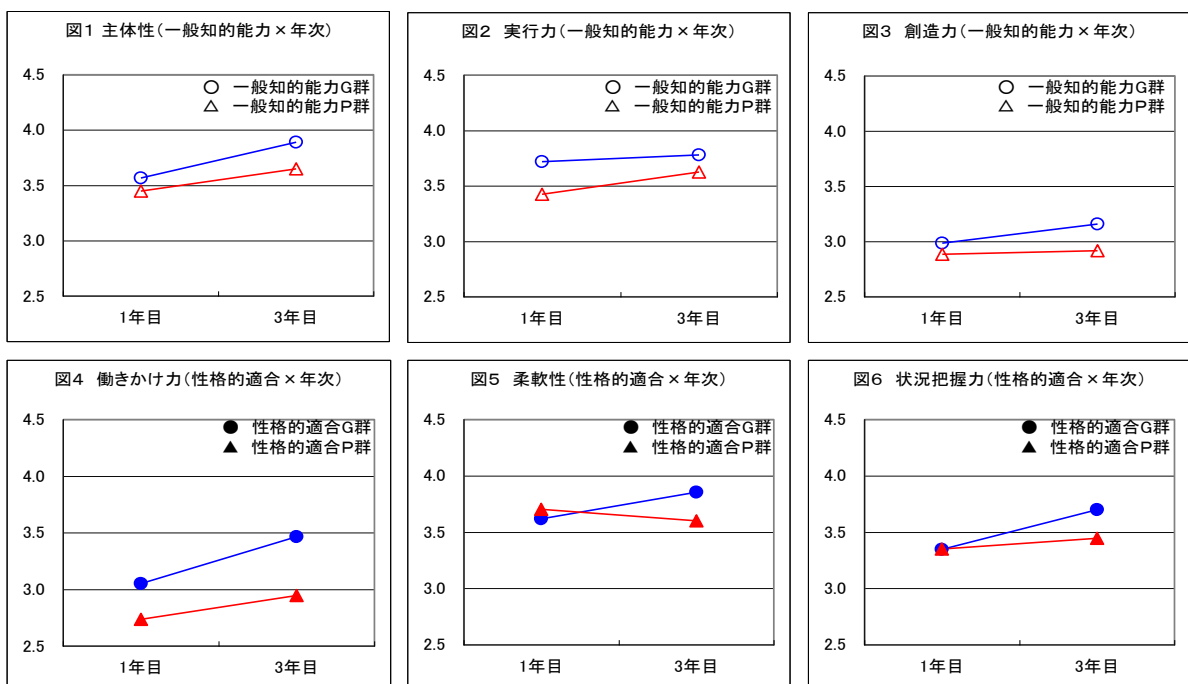 図1 主体性(一般知的能力×年次)
4.5
4.0
3.5
3.0
2.5
一般知的能力G群
一般知的能力P群
1年目
3年目
図2 実行力(一般知的能力×年次)
4.5
4.0
3.5
3.0
2.5
一般知的能力G群
一般知的能力P群
1年目
3年目
図3 創造力(一般知的能力×年次)
4.5
4.0
3.5
3.0
2.5
一般知的能力G群
一般知的能力P群
1年目
3年目
図4 働きかけ力(性格的適合×年次)
4.5
4.0
3.5
3.0
2.5
性格的適合G群
性格的適合P群
1年目
3年目
図5 柔軟性(性格的適合×年次)
4.5
4.0
3.5
3.0
2.5
性格的適合G群
性格的適合P群
1年目
3年目
図6 状況把握力(性格的適合×年次)
4.5
4.0
3.5
3.0
2.5
性格的適合G群
性格的適合P群
1年目
3年目